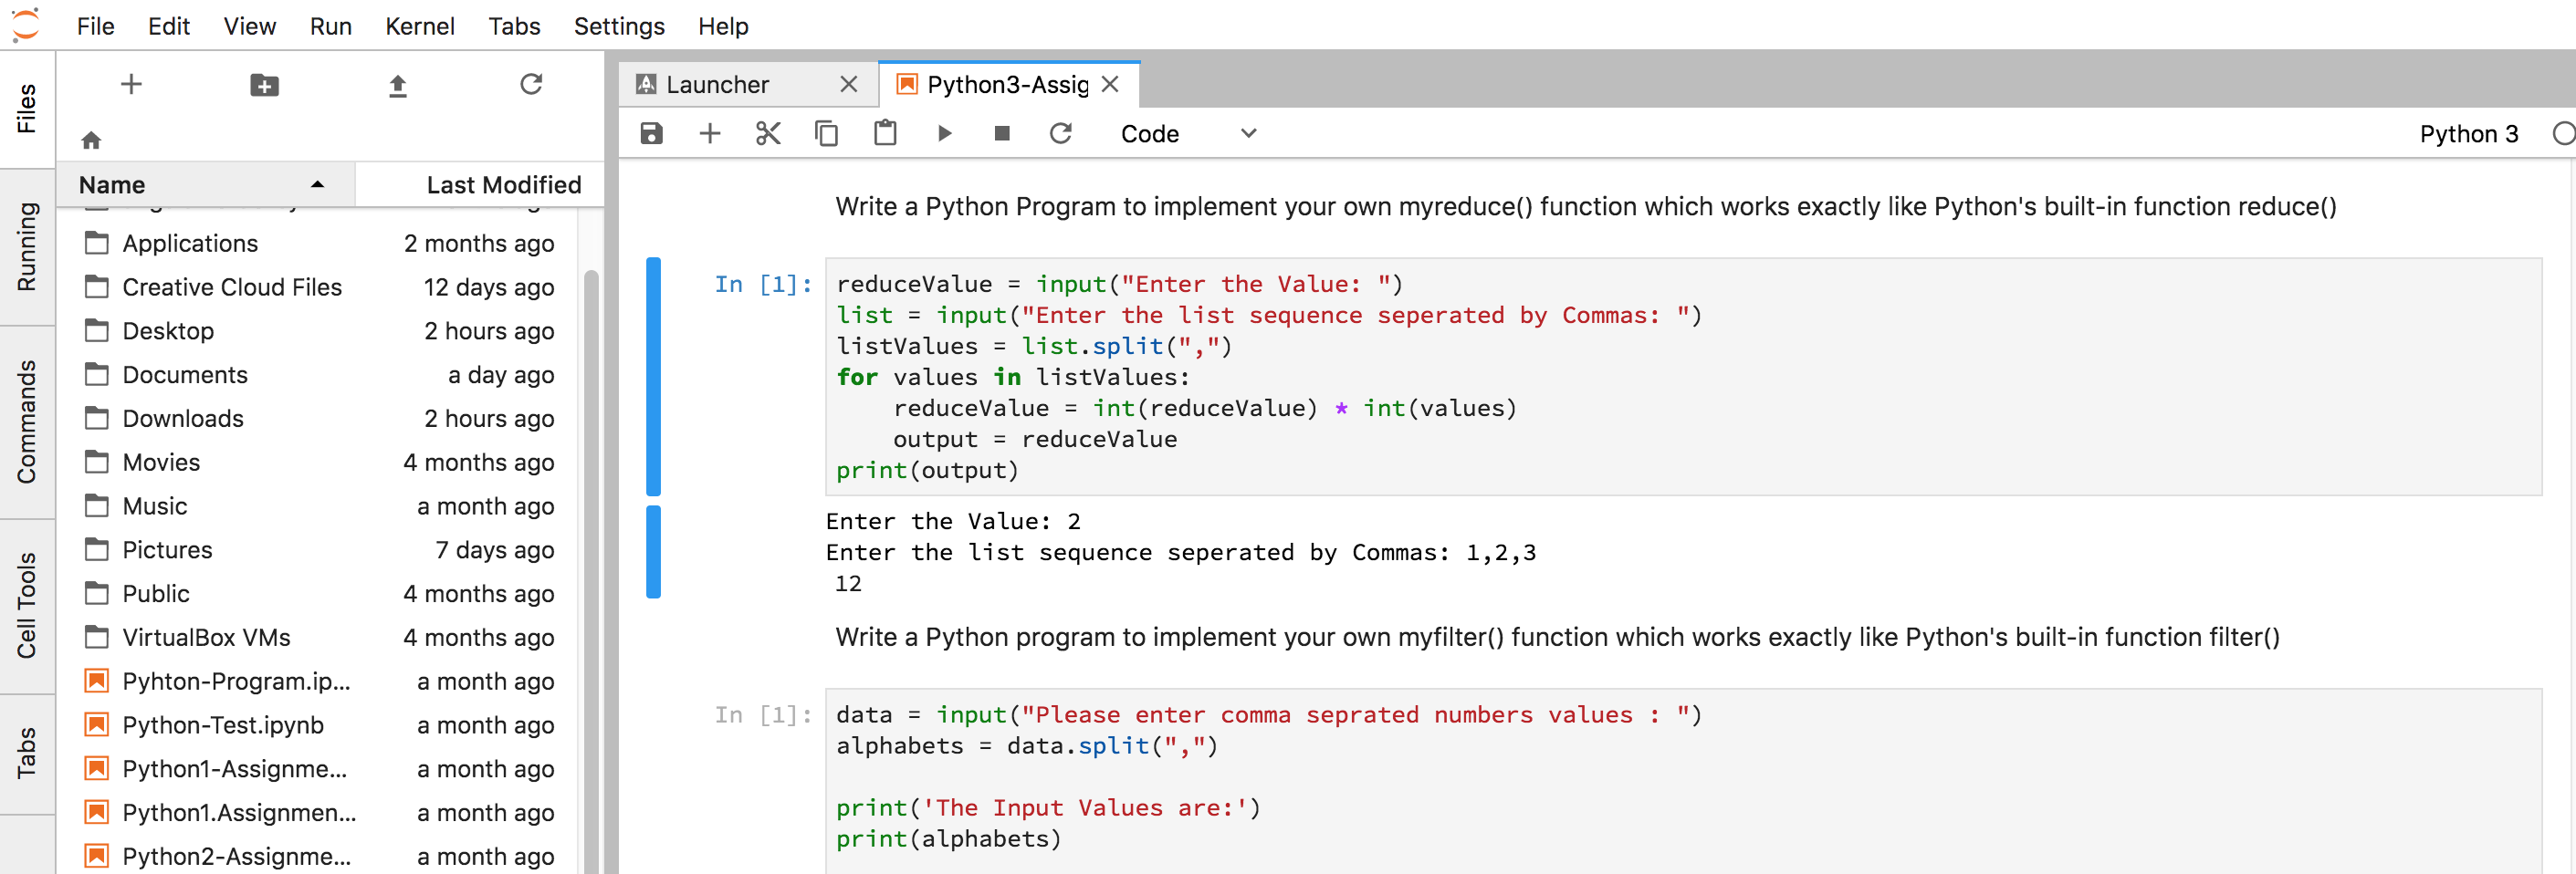 File Edit View Run Kernel Tabs Settings Help
Files
Running
Commands
Cell Tools
Tabs
Name Last Modified
Applications 2 months ago
Creative Cloud Files 12 days ago
Desktop 2 hours ago
Documents a day ago
Downloads 2 hours ago
Movies 4 months ago
Music a month ago
Pictures 7 days ago
Public 4 months ago
VirtualBox VMs 4 months ago
Pyhton-Program.ip... a month ago
Python-Test.ipynb a month ago
Python1-Assignme... a month ago
Python1.Assignmen... a month ago
Python2-Assignme... a month ago
Launcher Python3-Assig
Code Python 3
Write a Python Program to implement your own myreduce() function which works exactly like Python's built-in function reduce()
In [1]: reduceValue = input("Enter the Value: ")
list = input("Enter the list sequence seperated by Commas: ")
listValues = list.split(",")
for values in listValues:
    reduceValue = int(reduceValue) * int(values)
    output = reduceValue
print(output)
Enter the Value: 2
Enter the list sequence seperated by Commas: 1,2,3
12
Write a Python program to implement your own myfilter() function which works exactly like Python's built-in function filter()
In [1]: data = input("Please enter comma seprated numbers values : ")
alphabets = data.split(",")
print('The Input Values are:')
print(alphabets)